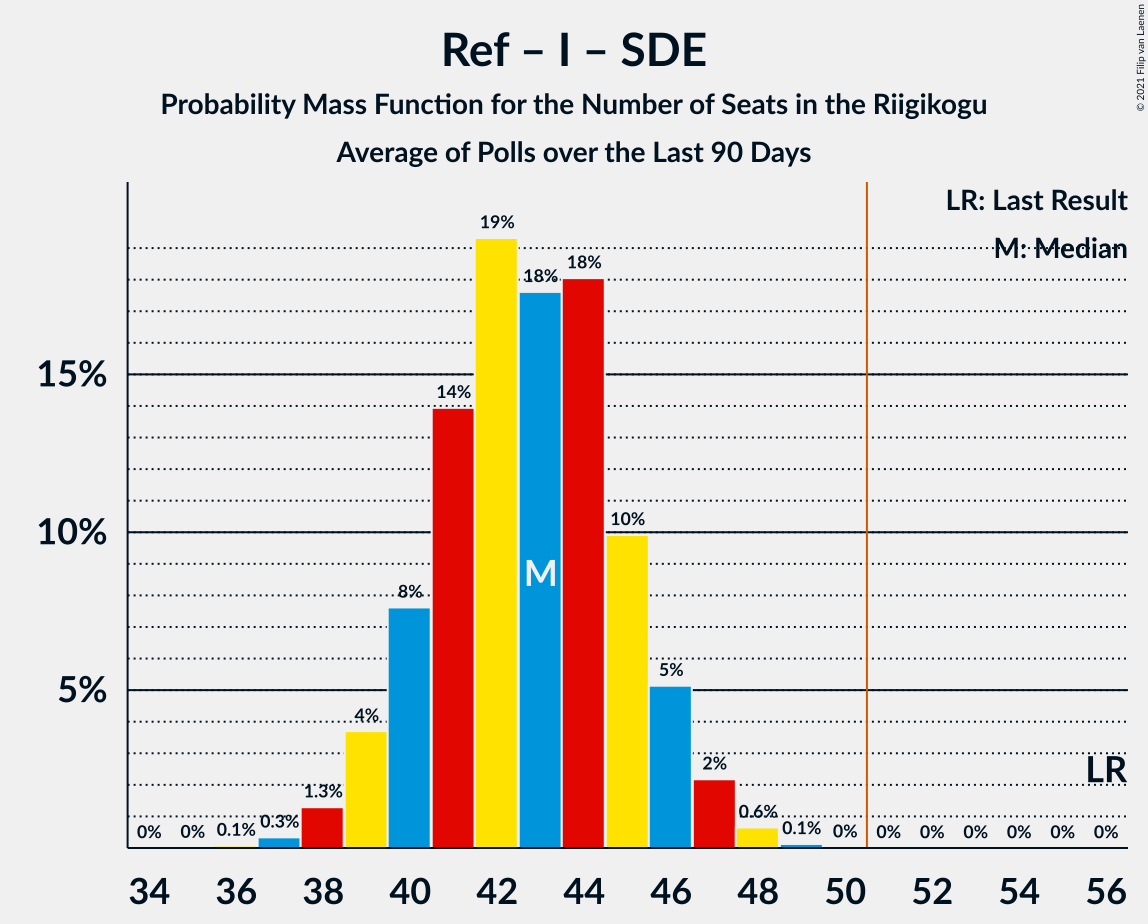 Ref – I – SDE
Probability Mass Function for the Number of Seats in the Riigikogu
Average of Polls over the Last 90 Days
© 2021 Filip van Laenen
LR: Last Result
M: Median
15%
10%
5%
0% 0% 0.1% 0.3% 1.3% 4% 8% 14% 19% 18% 18% 10% 5% 2% 0.6% 0.1% 0% 0% 0% 0% 0% 0% 0%
M
LR
34 36 38 40 42 44 46 48 50 52 54 56